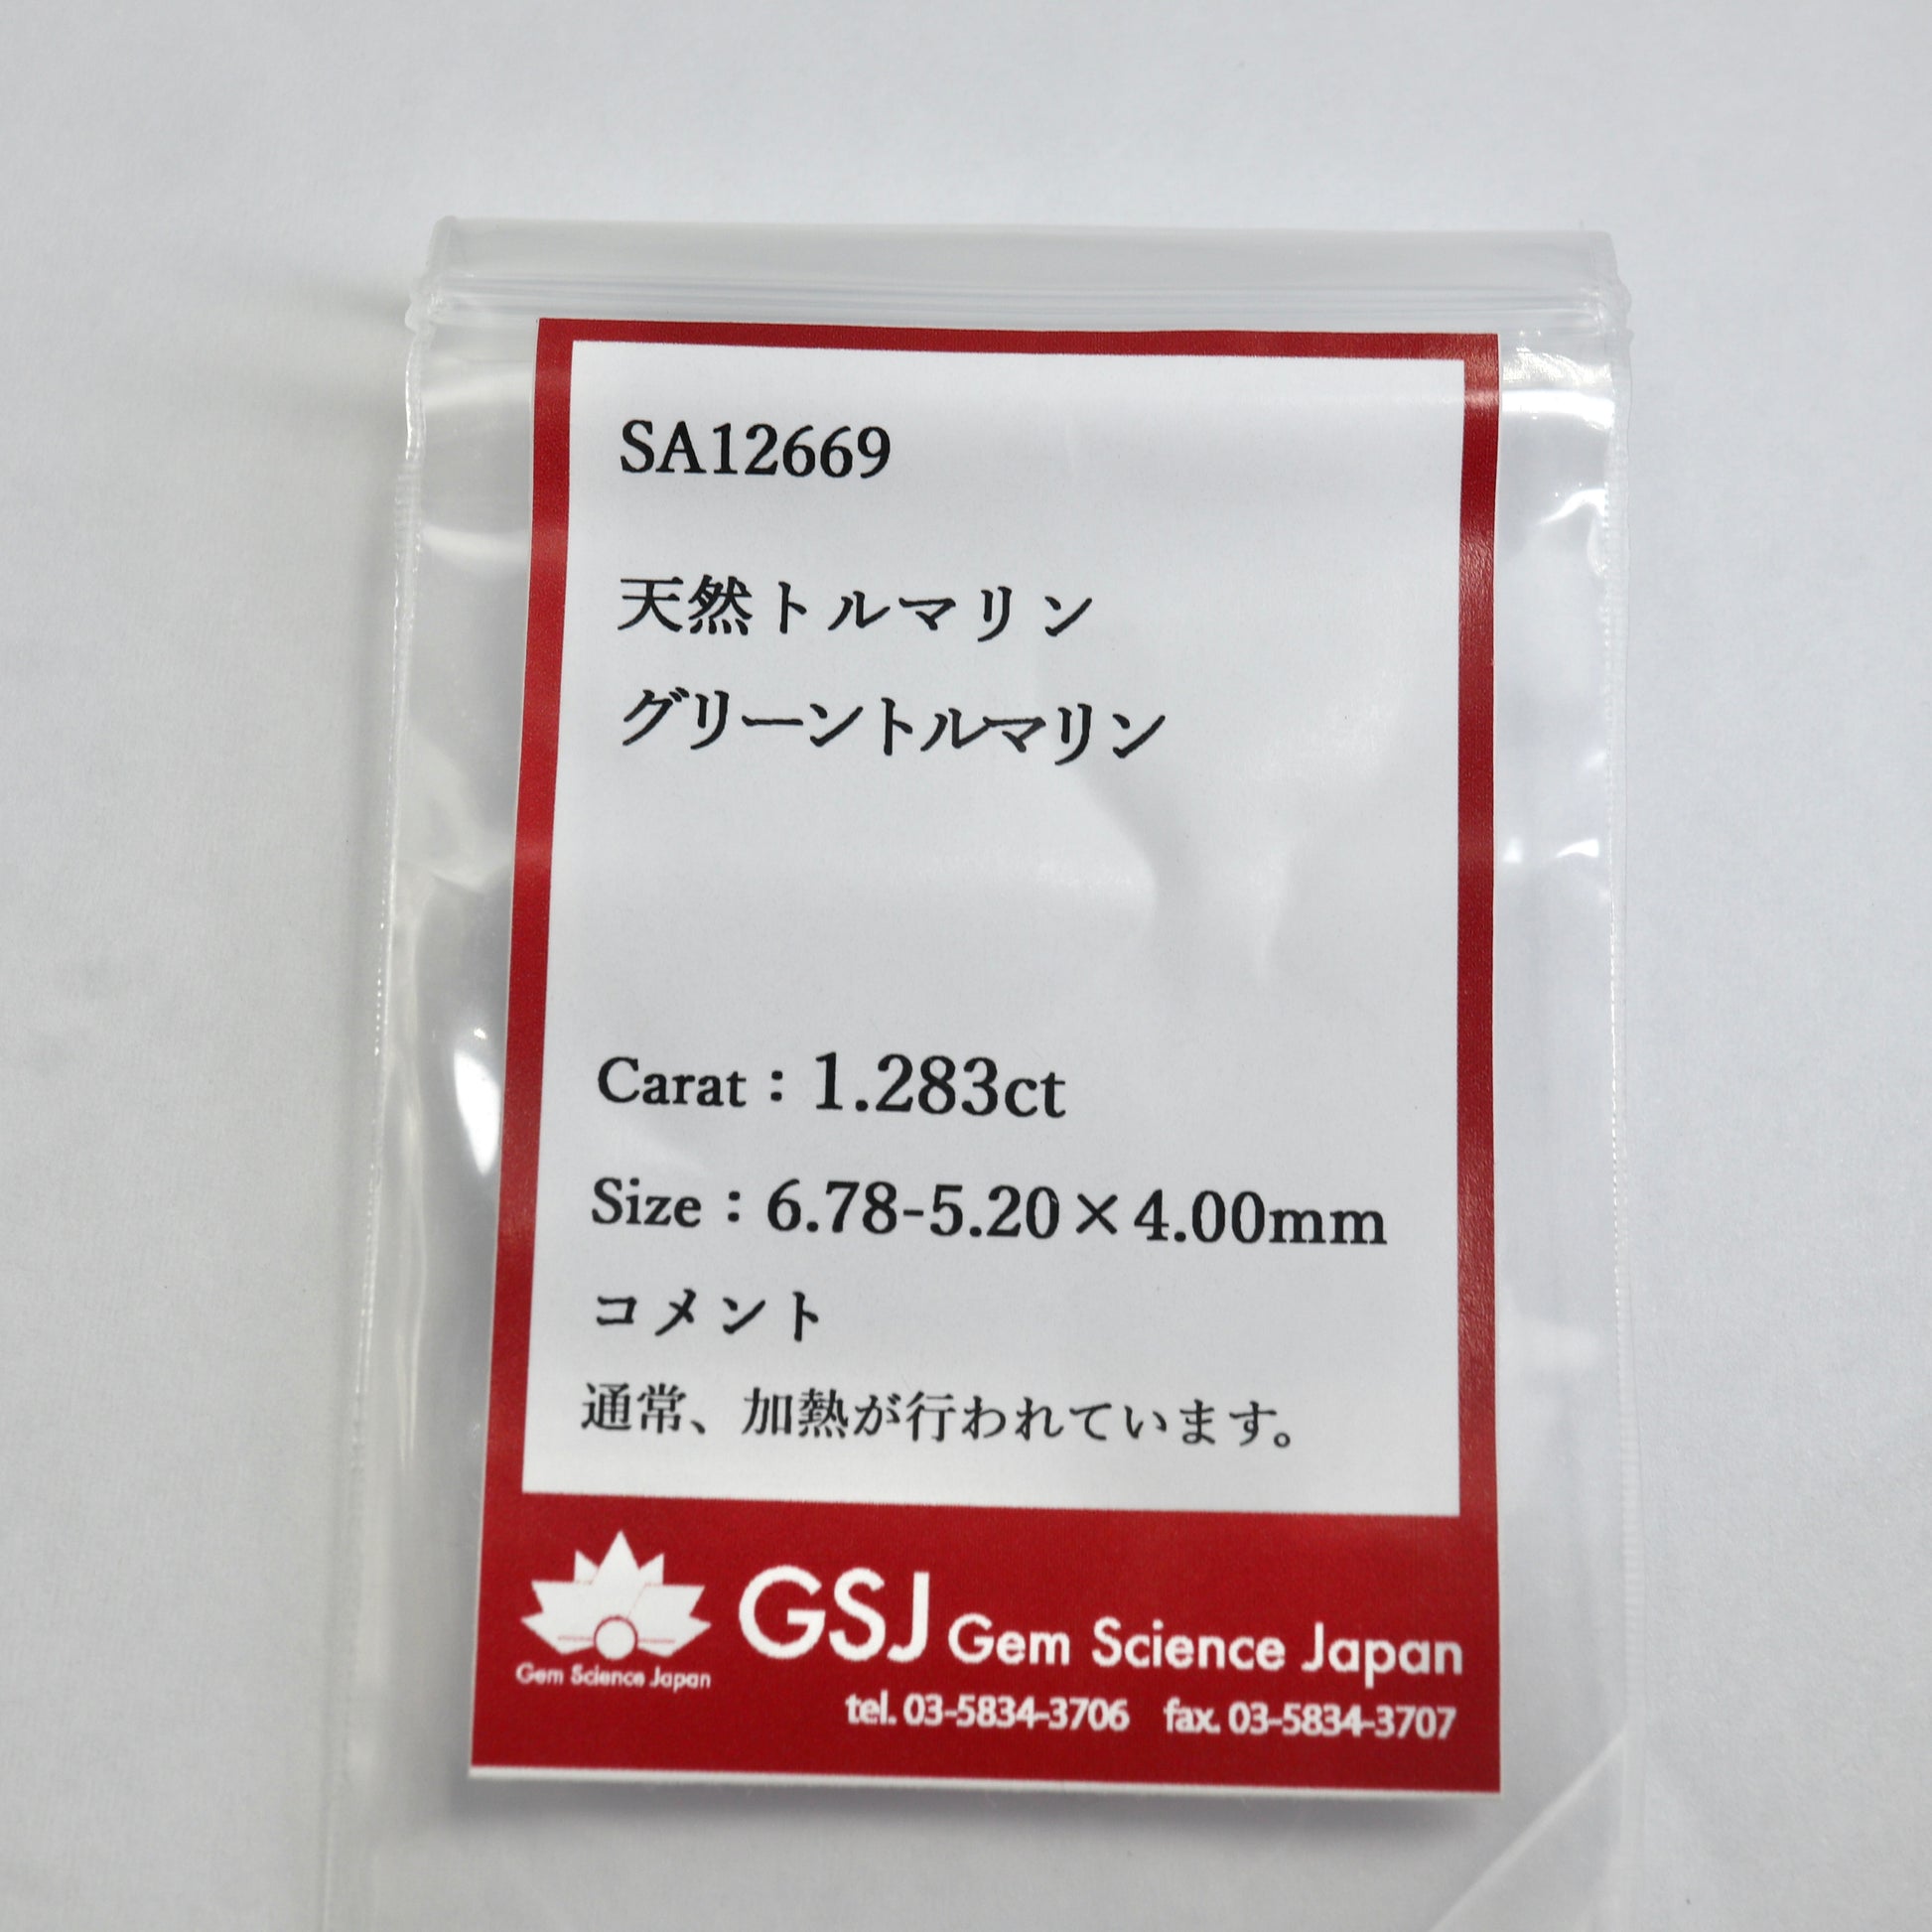 SA12669
天然トルマリン
グリーントルマリン
Carat：1.283ct
Size：6.78-5.20×4.00mm
コメント
通常、加熱が行われています。
GSJ Gem Science Japan
Gem Science Japan
tel. 03-5834-3706 fax. 03-5834-3707